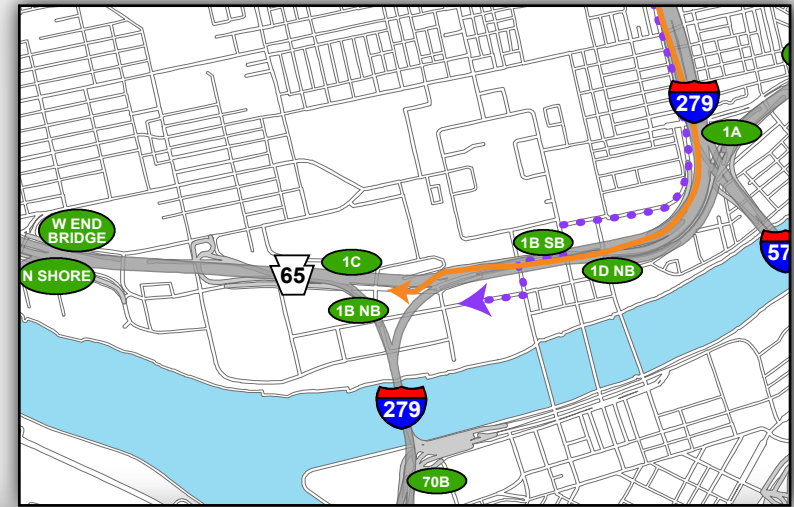 279
1A
W END
BRIDGE
1B SB
57
N SHORE
65
1C
1D NB
1B NB
279
70B